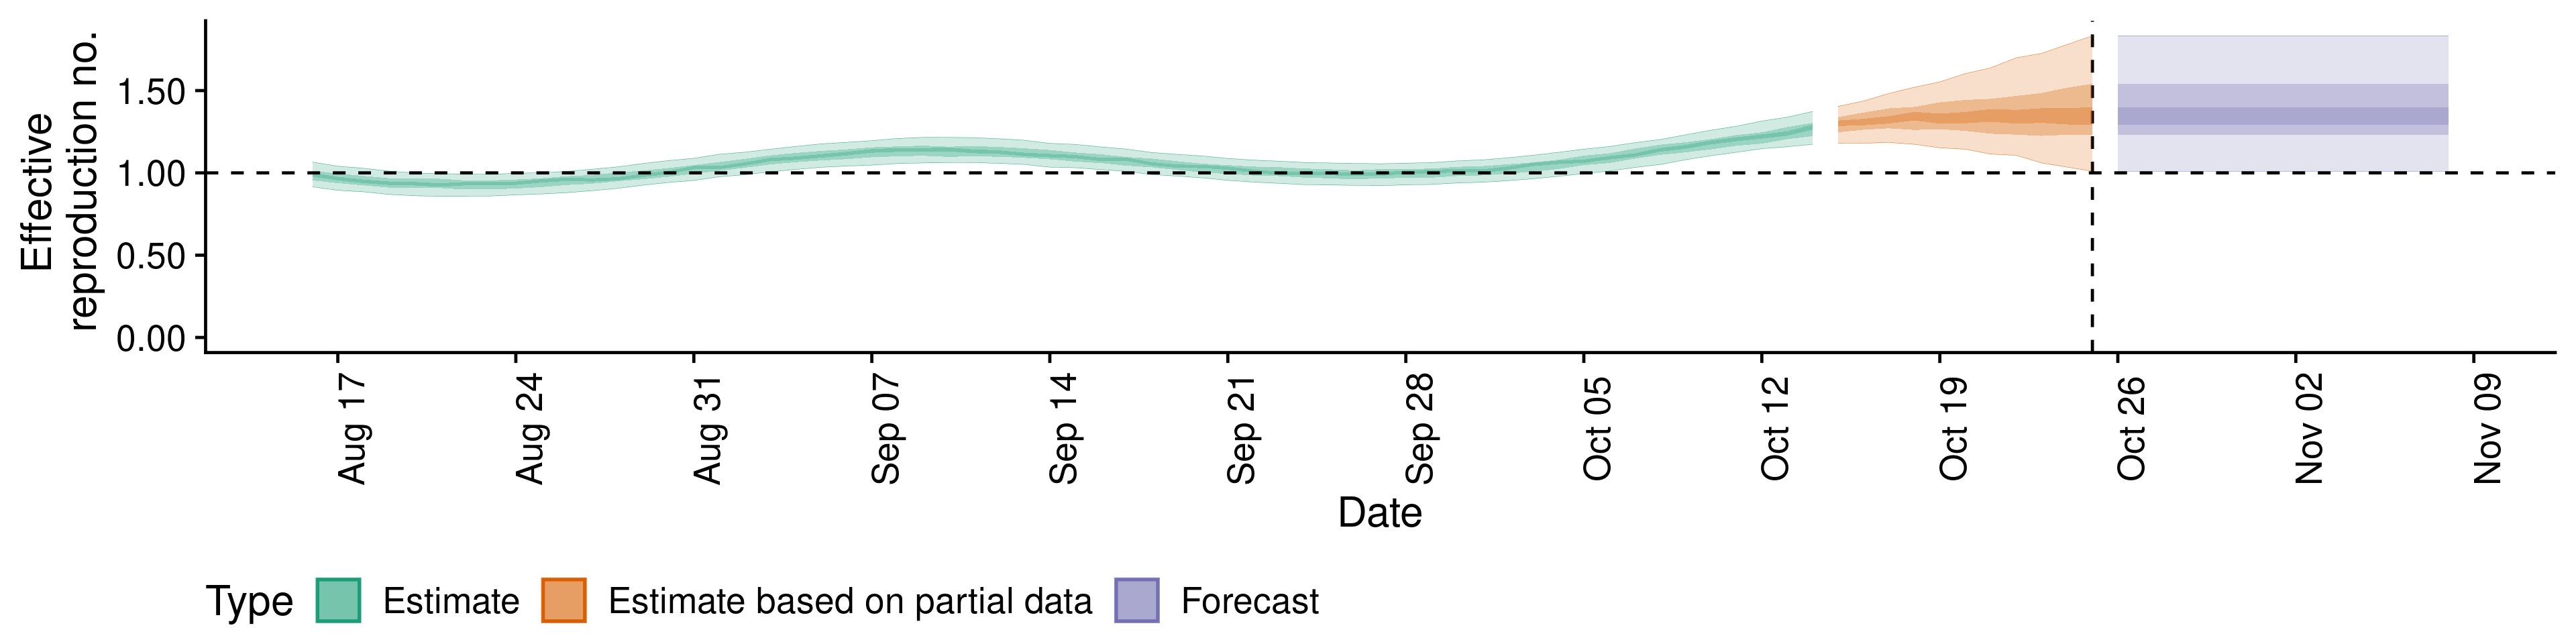 Effective
reproduction no.
1.50
1.00
0.50
0.00
Aug 17
Aug 24
Aug 31
Sep 07
Sep 14
Sep 21
Sep 28
Oct 05
Oct 12
Oct 19
Oct 26
Nov 02
Nov 09
Date
Type Estimate Estimate based on partial data Forecast